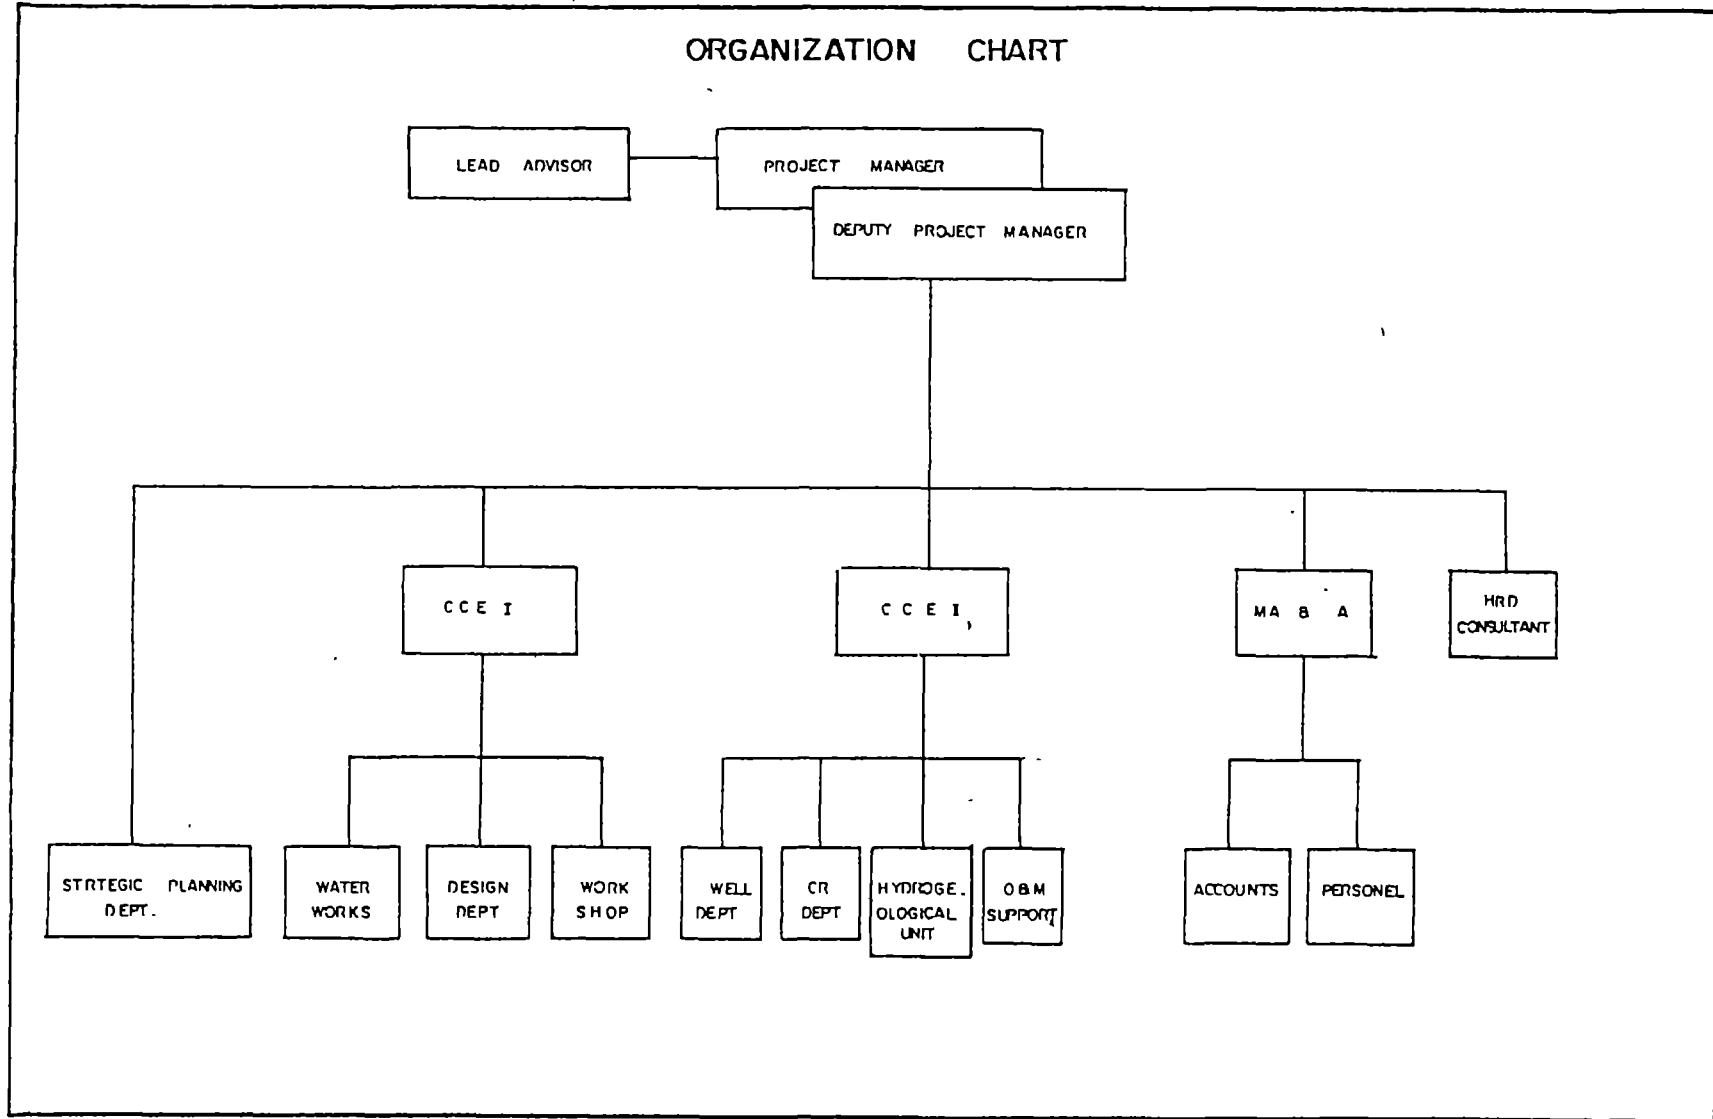 ORGANIZATION CHART
LEAD ADVISOR
PROJECT MANAGER
DEPUTY PROJECT MANAGER
CCE I
CCE I,
MA & A
HRD
CONSULTANT
STRTEGIC PLANNING
DEPT.
WATER
WORKS
DESIGN
DEPT
WORK
SHOP
WELL
DEPT
CR
DEPT
HYDROGE-
OLOGICAL
UNIT
O&M
SUPPORT
ACCOUNTS
PERSONEL